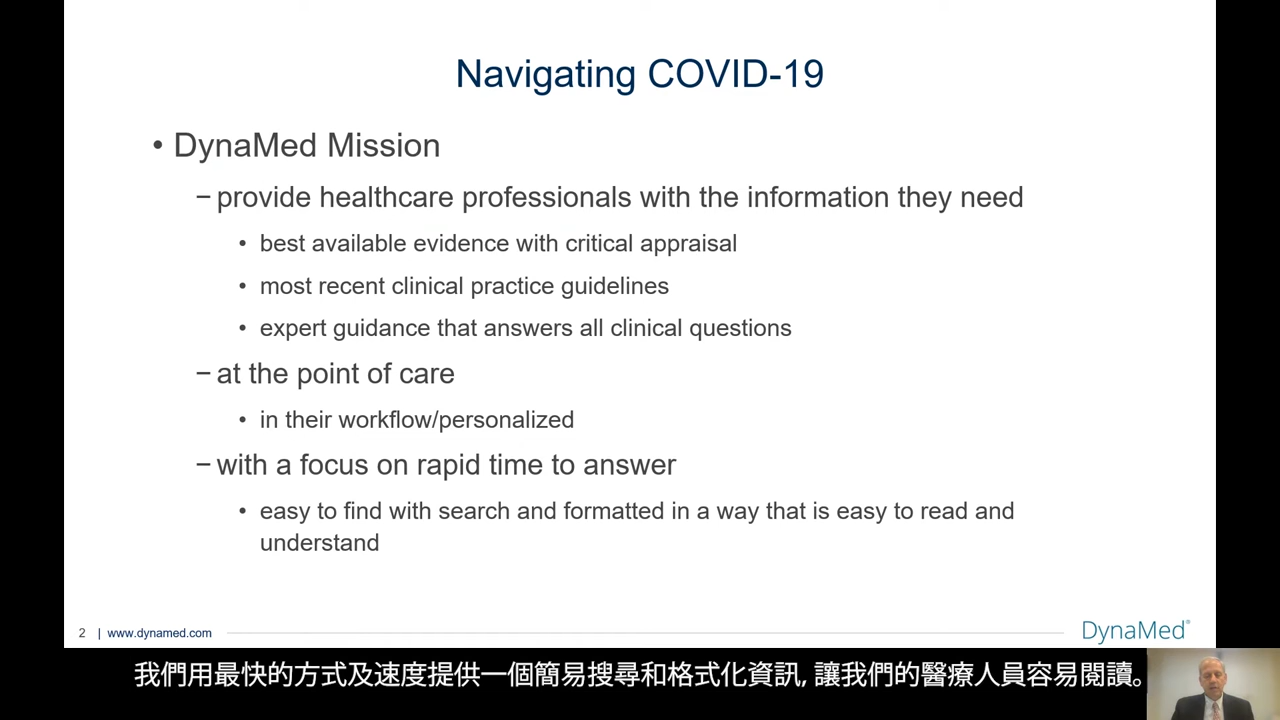 Navigating COVID-19
• DynaMed Mission
– provide healthcare professionals with the information they need
• best available evidence with critical appraisal
• most recent clinical practice guidelines
• expert guidance that answers all clinical questions
– at the point of care
• in their workflow/personalized
– with a focus on rapid time to answer
• easy to find with search and formatted in a way that is easy to read and
understand
2 | www.dynamed.com
DynaMed®
我們用最快的方式及速度提供一個簡易搜尋和格式化資訊, 讓我們的醫療人員容易閱讀。